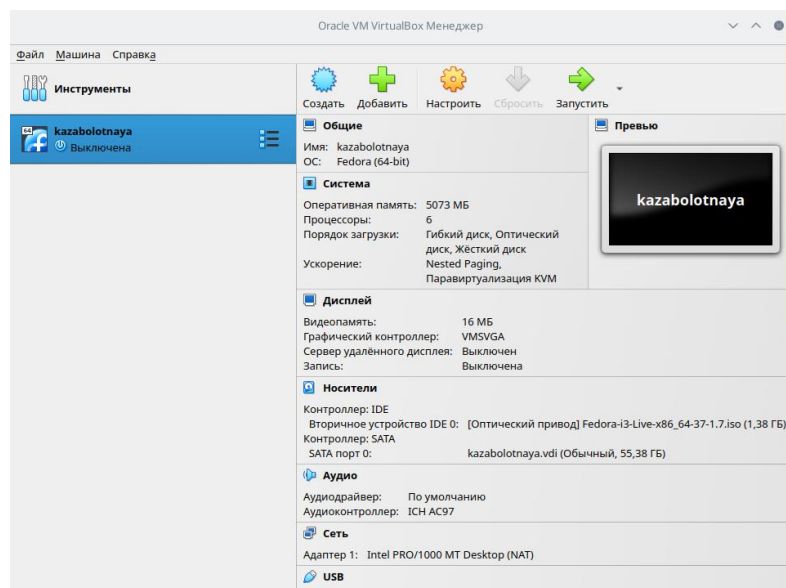 Oracle VM VirtualBox Менеджер
Файл Машина Справка
Инструменты
Создать Добавить Настроить Сбросить Запустить
64
kazabolotnaya
Выключена
Общие
Имя: kazabolotnaya
ОС: Fedora (64-bit)
Превью
kazabolotnaya
Система
Оперативная память: 5073 МБ
Процессоры: 6
Порядок загрузки: Гибкий диск, Оптический
диск, Жёсткий диск
Ускорение: Nested Paging,
Паравиртуализация KVM
Дисплей
Видеопамять: 16 МБ
Графический контроллер: VMSVGA
Сервер удалённого дисплея: Выключен
Запись: Выключена
Носители
Контроллер: IDE
Вторичное устройство IDE 0: [Оптический привод] Fedora-i3-Live-x86_64-37-1.7.iso (1,38 ГБ)
Контроллер: SATA
SATA порт 0: kazabolotnaya.vdi (Обычный, 55,38 ГБ)
Аудио
Аудиодрайвер: По умолчанию
Аудиоконтроллер: ICH AC97
Сеть
Адаптер 1: Intel PRO/1000 MT Desktop (NAT)
USB